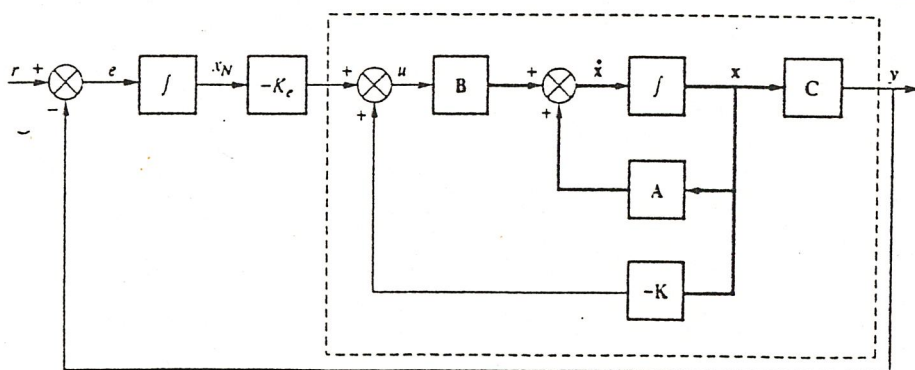 r + e ∫ x_N -K_e + u B + ẋ ∫ x C y
- + +
A
-K